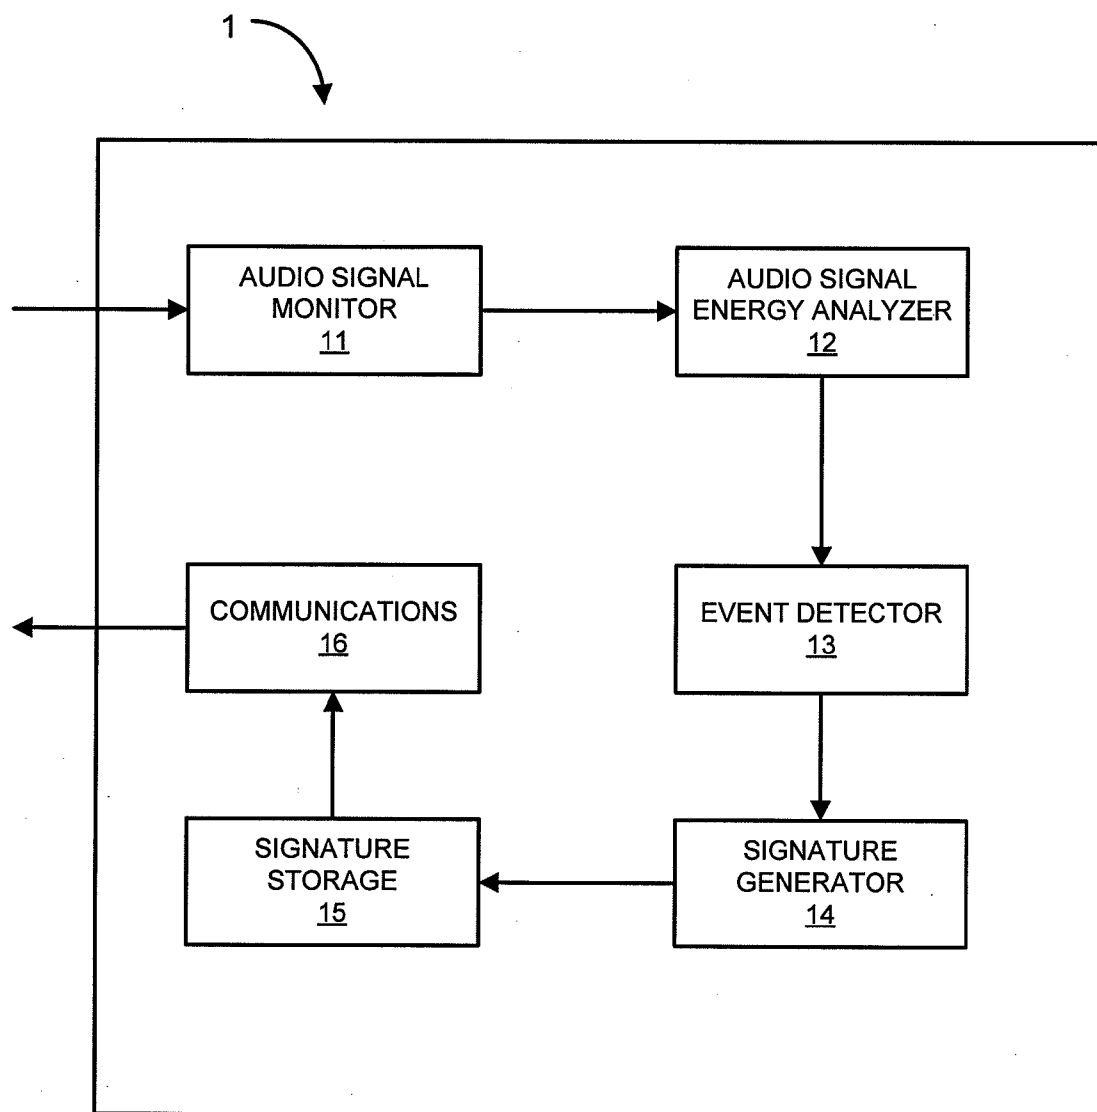 1
AUDIO SIGNAL
MONITOR
11
AUDIO SIGNAL
ENERGY ANALYZER
12
COMMUNICATIONS
16
EVENT DETECTOR
13
SIGNATURE
STORAGE
15
SIGNATURE
GENERATOR
14